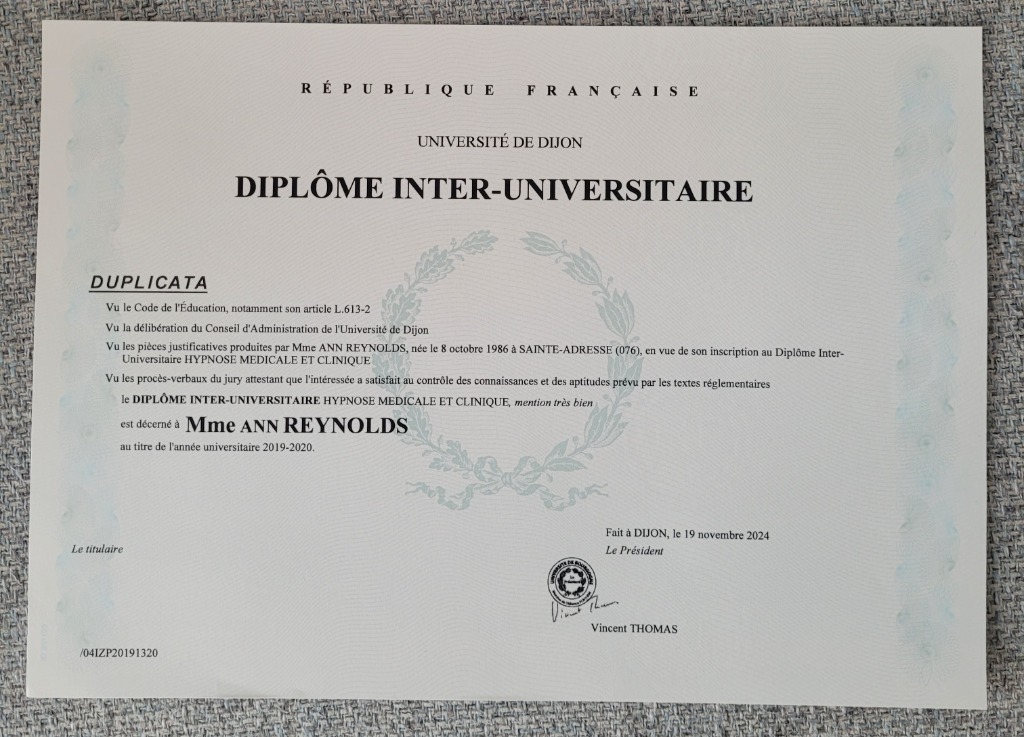 RÉPUBLIQUE FRANÇAISE
UNIVERSITÉ DE DIJON
DIPLÔME INTER-UNIVERSITAIRE
DUPLICATA
Vu le Code de l'Éducation, notamment son article L.613-2
Vu la délibération du Conseil d'Administration de l'Université de Dijon
Vu les pièces justificatives produites par Mme ANN REYNOLDS, née le 8 octobre 1986 à SAINTE-ADRESSE (076), en vue de son inscription au Diplôme Inter-
Universitaire HYPNOSE MEDICALE ET CLINIQUE
Vu les procès-verbaux du jury attestant que l'intéressée a satisfait au contrôle des connaissances et des aptitudes prévu par les textes réglementaires
le DIPLÔME INTER-UNIVERSITAIRE HYPNOSE MEDICALE ET CLINIQUE, mention très bien
est décerné à Mme ANN REYNOLDS
au titre de l'année universitaire 2019-2020.
Fait à DIJON, le 19 novembre 2024
Le titulaire
Le Président
UNIVERSITE DE BOURGOGNE
Vincent THOMAS
/04IZP20191320